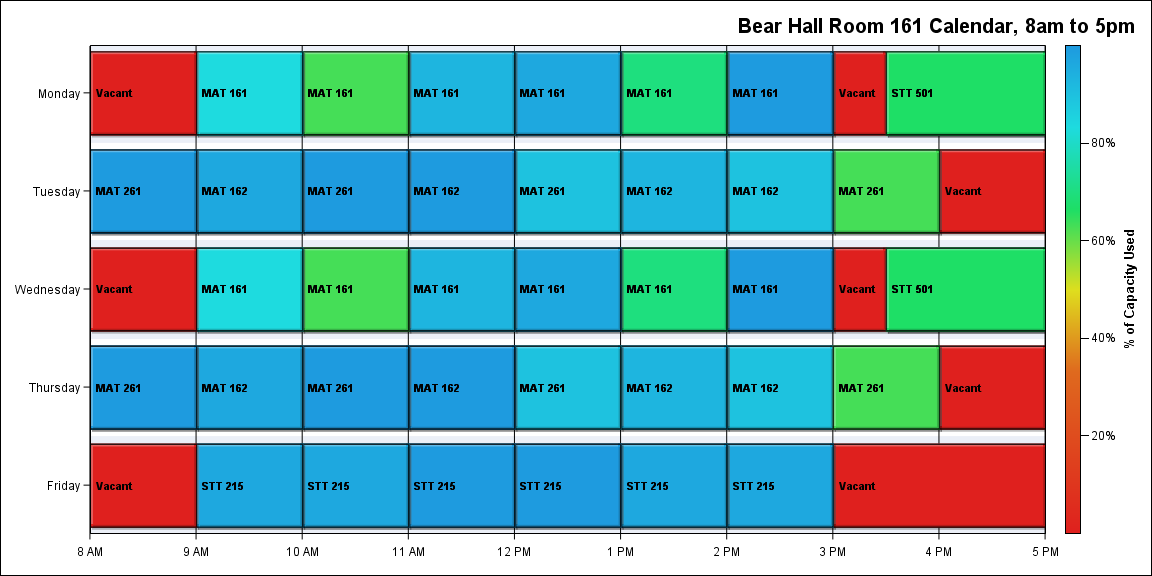 Bear Hall Room 161 Calendar, 8am to 5pm
Monday
Vacant
MAT 161
MAT 161
MAT 161
MAT 161
MAT 161
MAT 161
Vacant
STT 501
Tuesday
MAT 261
MAT 162
MAT 261
MAT 162
MAT 261
MAT 162
MAT 162
MAT 261
Vacant
Wednesday
Vacant
MAT 161
MAT 161
MAT 161
MAT 161
MAT 161
MAT 161
Vacant
STT 501
Thursday
MAT 261
MAT 162
MAT 261
MAT 162
MAT 261
MAT 162
MAT 162
MAT 261
Vacant
Friday
Vacant
STT 215
STT 215
STT 215
STT 215
STT 215
STT 215
Vacant
8 AM
9 AM
10 AM
11 AM
12 PM
1 PM
2 PM
3 PM
4 PM
5 PM
80%
60%
40%
20%
% of Capacity Used